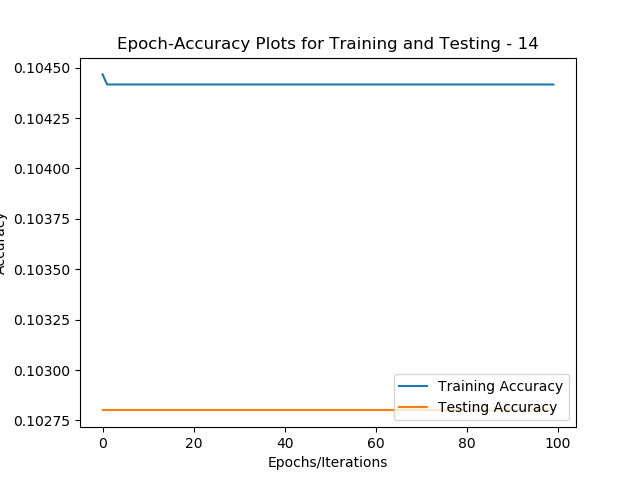 Epoch-Accuracy Plots for Training and Testing - 14
0.10450
0.10425
0.10400
0.10375
0.10350
0.10325
0.10300
0.10275
Accuracy
Training Accuracy
Testing Accuracy
0 20 40 60 80 100
Epochs/Iterations